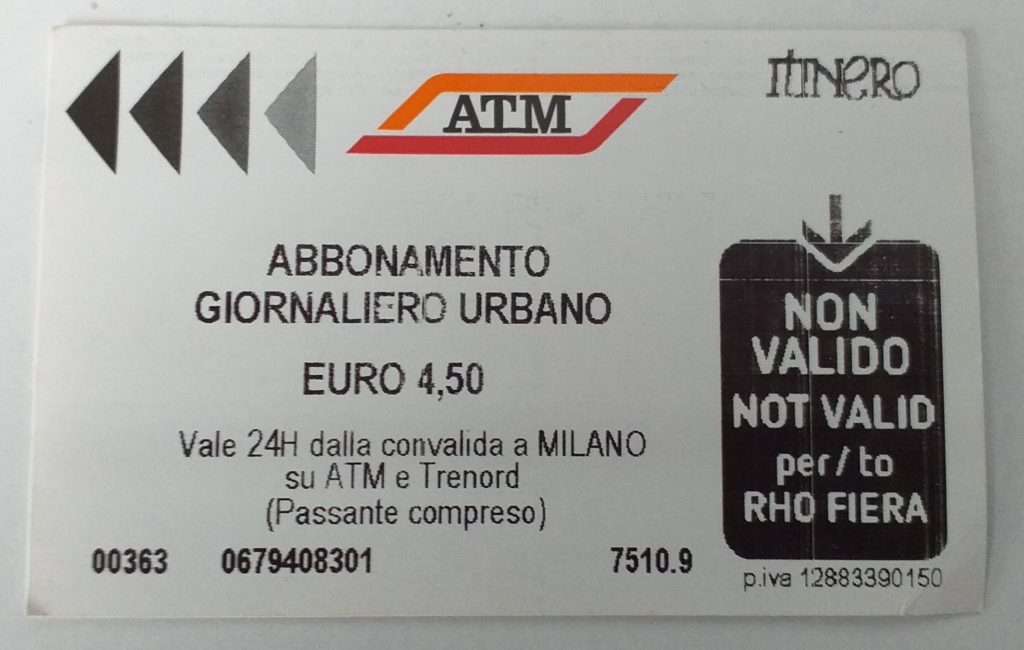 ATM
ITINERO
ABBONAMENTO
GIORNALIERO URBANO
EURO 4,50
Vale 24H dalla convalida a MILANO
su ATM e Trenord
(Passante compreso)
00363 0679408301 7510.9
NON
VALIDO
NOT VALID
per/to
RHO FIERA
p.iva 12883390150